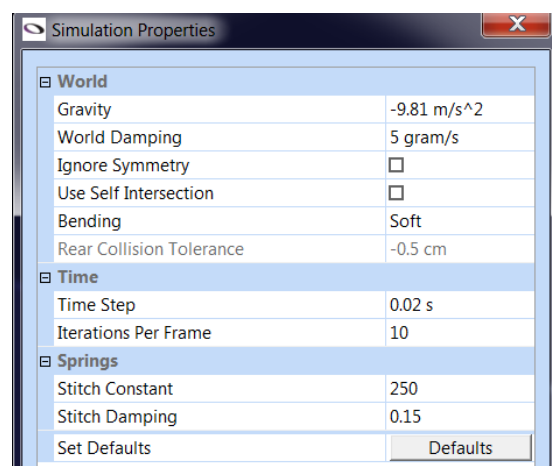 Simulation Properties
World
Gravity -9.81 m/s^2
World Damping 5 gram/s
Ignore Symmetry
Use Self Intersection
Bending Soft
Rear Collision Tolerance -0.5 cm
Time
Time Step 0.02 s
Iterations Per Frame 10
Springs
Stitch Constant 250
Stitch Damping 0.15
Set Defaults Defaults